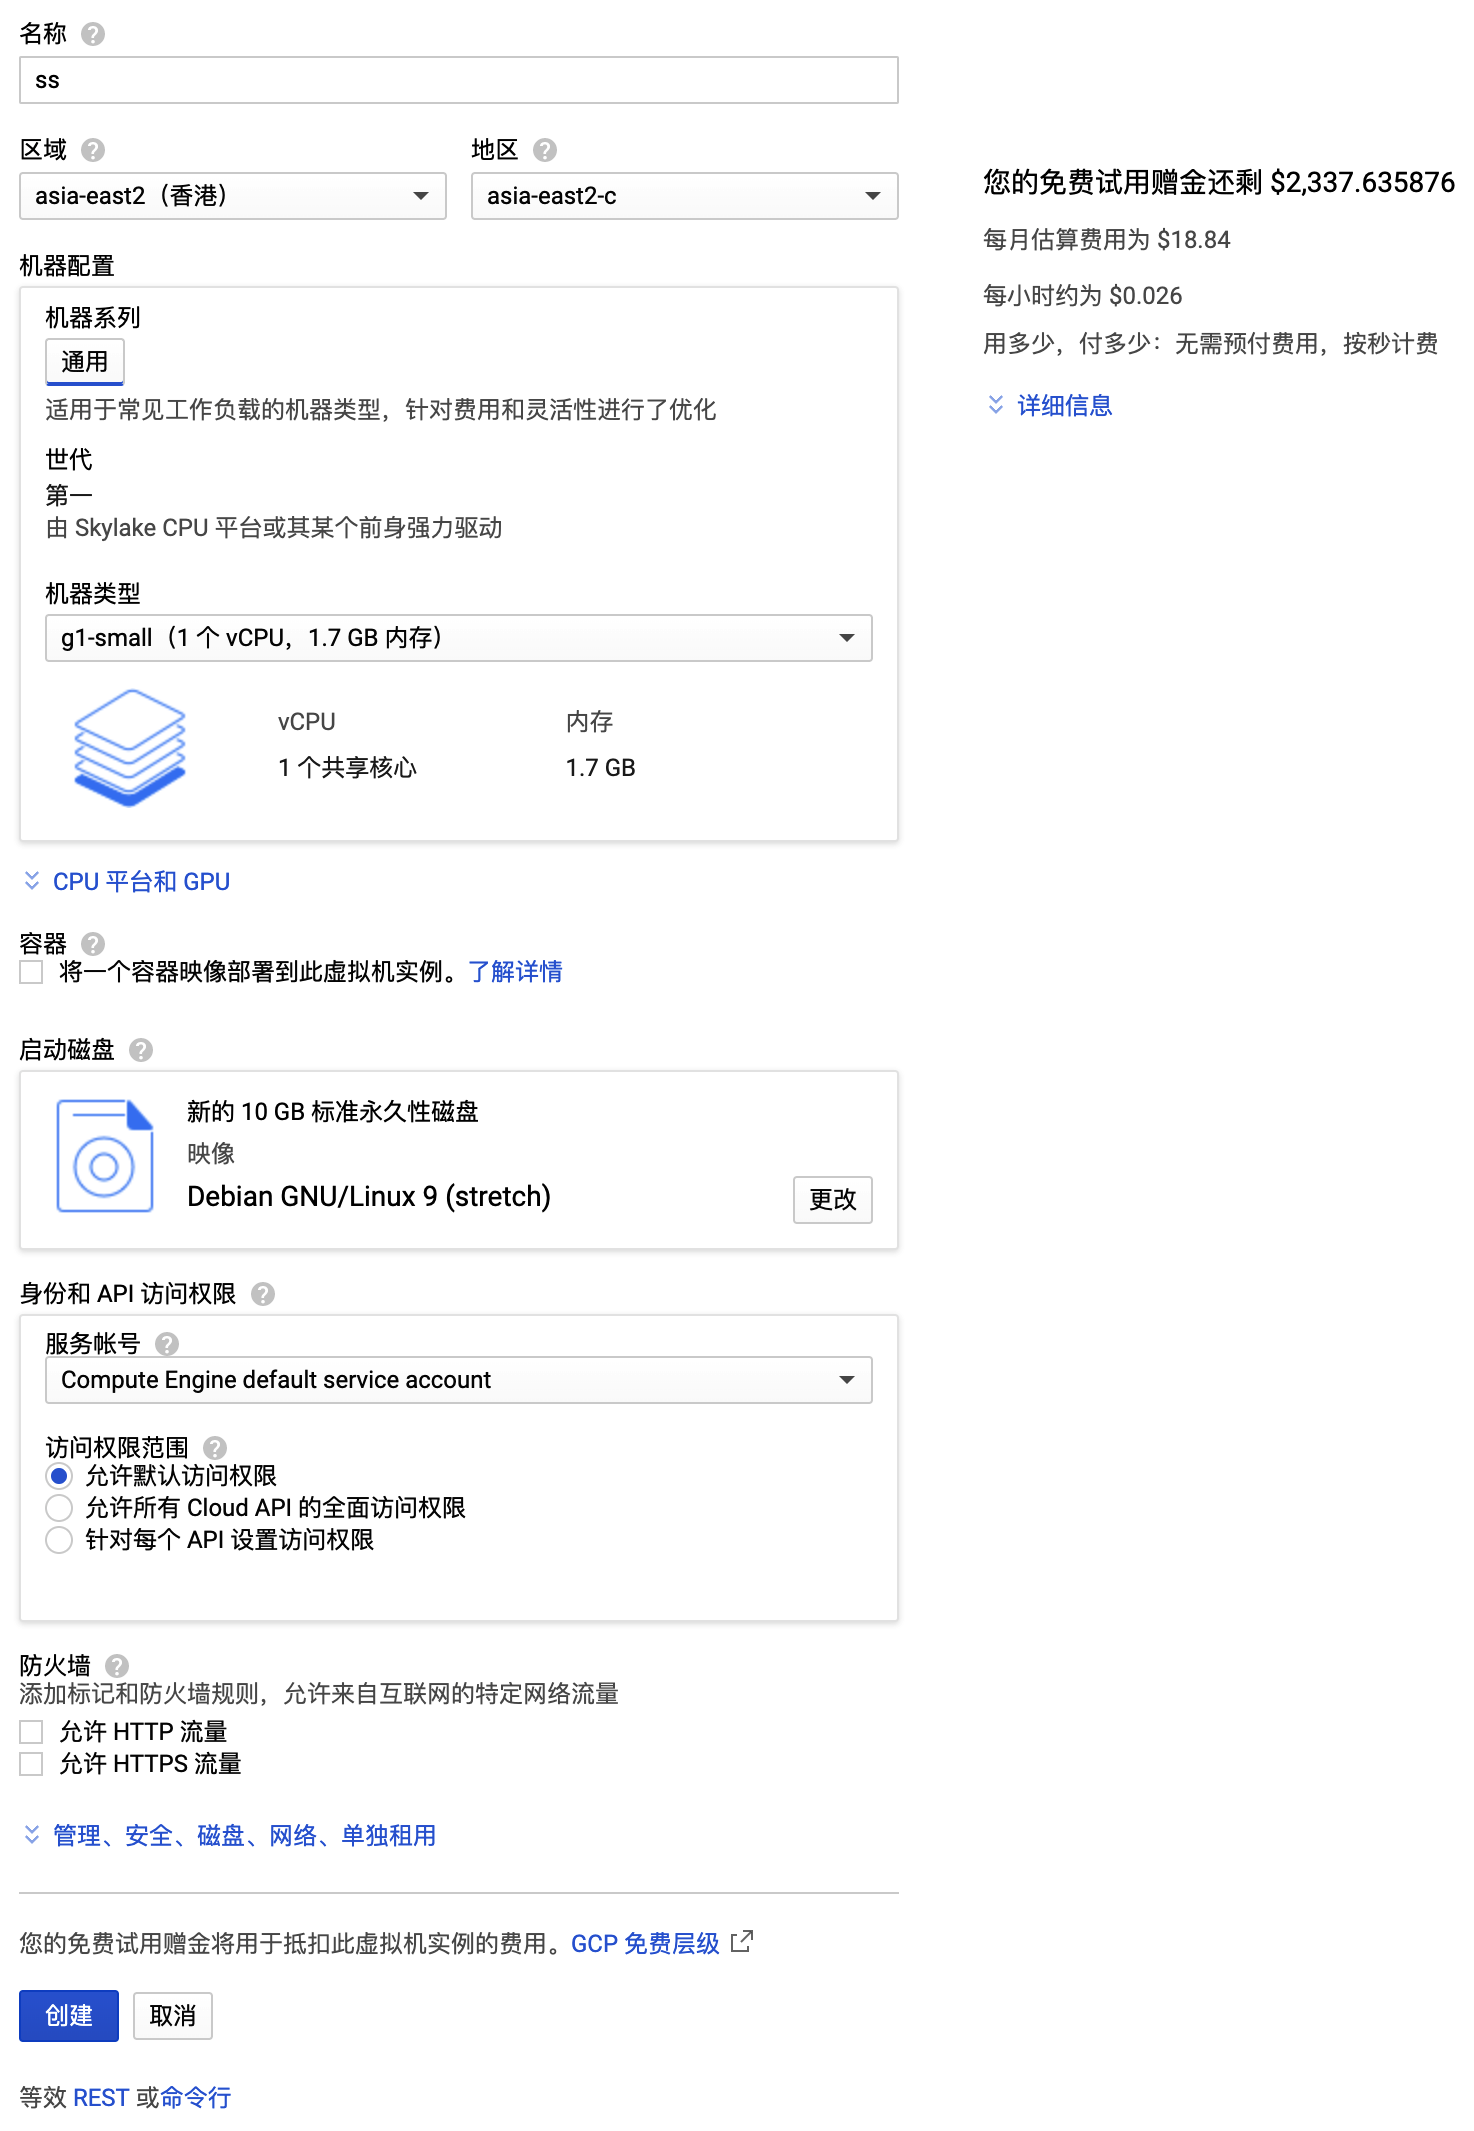 名称
ss
区域 地区
asia-east2（香港） asia-east2-c
机器配置
机器系列
通用
适用于常见工作负载的机器类型，针对费用和灵活性进行了优化
世代
第一
由 Skylake CPU 平台或其某个前身强力驱动
机器类型
g1-small（1 个 vCPU，1.7 GB 内存）
vCPU 内存
1 个共享核心 1.7 GB
CPU 平台和 GPU
容器
将一个容器映像部署到此虚拟机实例。了解详情
启动磁盘
新的 10 GB 标准永久性磁盘
映像
Debian GNU/Linux 9 (stretch)
更改
身份和 API 访问权限
服务帐号
Compute Engine default service account
访问权限范围
允许默认访问权限
允许所有 Cloud API 的全面访问权限
针对每个 API 设置访问权限
防火墙
添加标记和防火墙规则，允许来自互联网的特定网络流量
允许 HTTP 流量
允许 HTTPS 流量
管理、安全、磁盘、网络、单独租用
您的免费试用赠金将用于抵扣此虚拟机实例的费用。GCP 免费层级
创建 取消
等效 REST 或命令行
您的免费试用赠金还剩 $2,337.635876
每月估算费用为 $18.84
每小时约为 $0.026
用多少，付多少：无需预付费用，按秒计费
详细信息